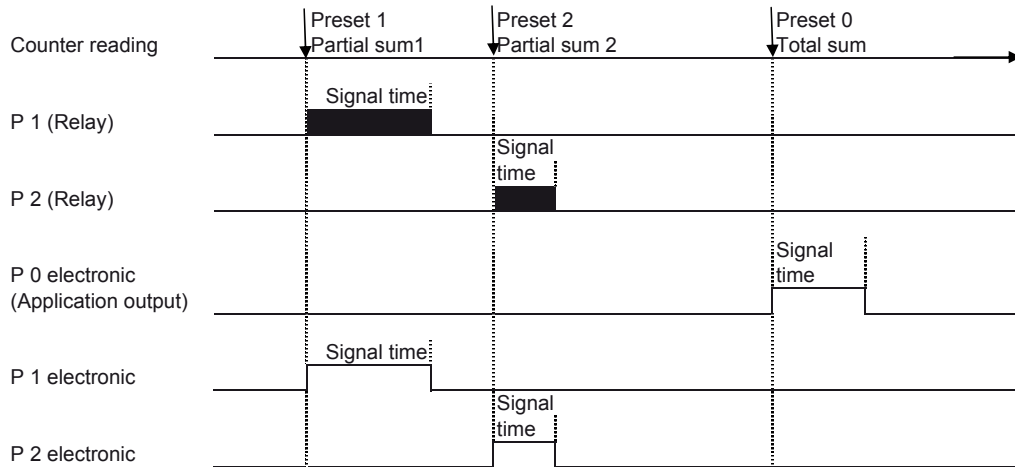 Preset 1
Preset 2
Preset 0
Counter reading
Partial sum1
Partial sum 2
Total sum
Signal time
P 1 (Relay)
Signal
time
P 2 (Relay)
Signal
time
P 0 electronic
(Application output)
Signal time
P 1 electronic
Signal
time
P 2 electronic